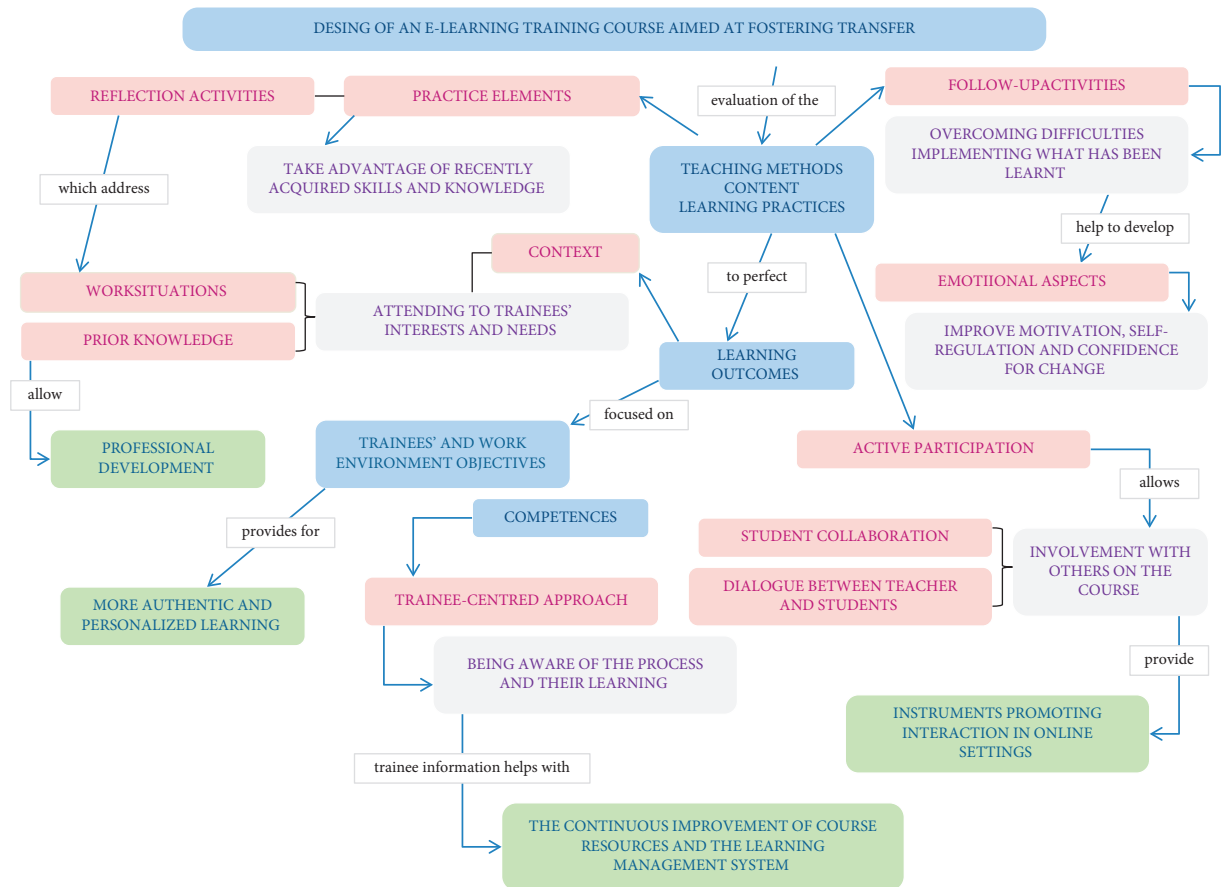 DESING OF AN E-LEARNING TRAINING COURSE AIMED AT FOSTERING TRANSFER
REFLECTION ACTIVITIES
PRACTICE ELEMENTS
evaluation of the
FOLLOW-UPACTIVITIES
TAKE ADVANTAGE OF RECENTLY
ACQUIRED SKILLS AND KNOWLEDGE
TEACHING METHODS
CONTENT
LEARNING PRACTICES
OVERCOMING DIFFICULTIES
IMPLEMENTING WHAT HAS BEEN
LEARNT
which address
help to develop
CONTEXT
to perfect
EMOTIIONAL ASPECTS
WORKSITUATIONS
PRIOR KNOWLEDGE
ATTENDING TO TRAINEES’
INTERESTS AND NEEDS
IMPROVE MOTIVATION, SELF-
REGULATION AND CONFIDENCE
FOR CHANGE
LEARNING
OUTCOMES
allow
focused on
PROFESSIONAL
DEVELOPMENT
TRAINEES’ AND WORK
ENVIRONMENT OBJECTIVES
ACTIVE PARTICIPATION
allows
provides for
COMPETENCES
STUDENT COLLABORATION
DIALOGUE BETWEEN TEACHER
AND STUDENTS
INVOLVEMENT WITH
OTHERS ON THE
COURSE
MORE AUTHENTIC AND
PERSONALIZED LEARNING
TRAINEE-CENTRED APPROACH
BEING AWARE OF THE PROCESS
AND THEIR LEARNING
provide
INSTRUMENTS PROMOTING
INTERACTION IN ONLINE
SETTINGS
trainee information helps with
THE CONTINUOUS IMPROVEMENT OF COURSE
RESOURCES AND THE LEARNING
MANAGEMENT SYSTEM